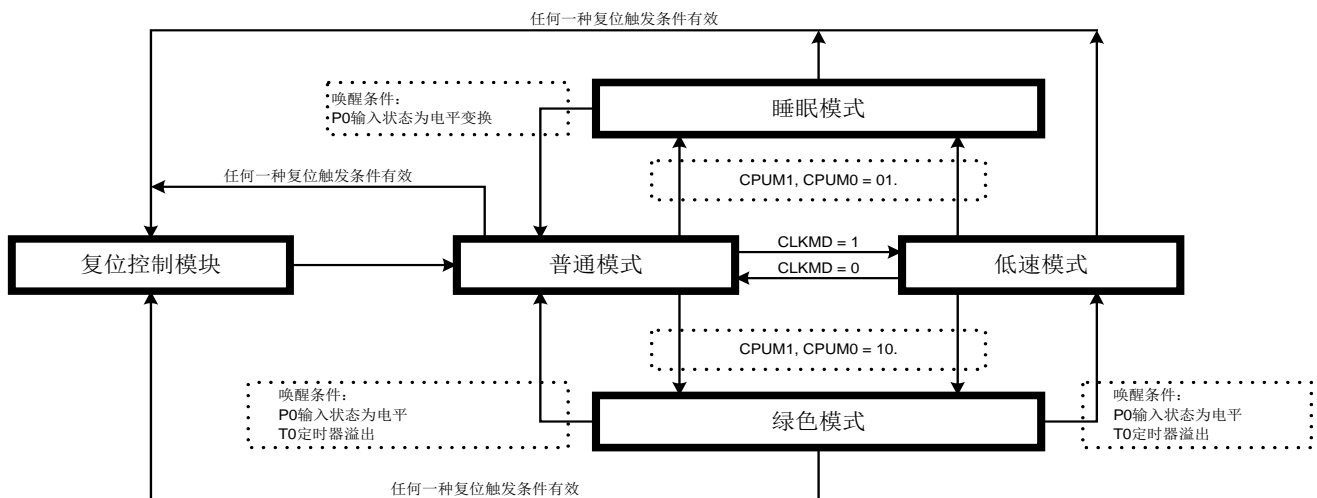 任何一种复位触发条件有效
唤醒条件：
P0输入状态为电平变换
睡眠模式
任何一种复位触发条件有效
CPUM1, CPUM0 = 01.
复位控制模块
普通模式
CLKMD = 1
CLKMD = 0
低速模式
CPUM1, CPUM0 = 10.
唤醒条件：
P0输入状态为电平
T0定时器溢出
绿色模式
唤醒条件：
P0输入状态为电平
T0定时器溢出
任何一种复位触发条件有效